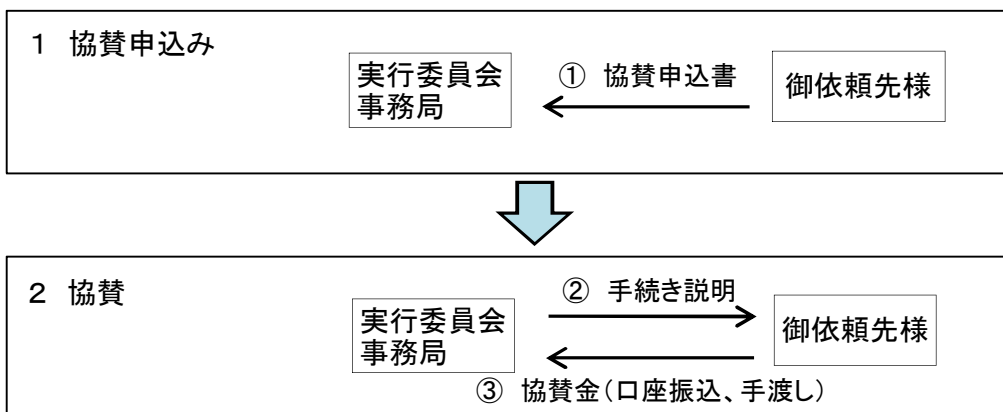 １ 協賛申込み
実行委員会
事務局
① 協賛申込書
御依頼先様
２ 協賛
実行委員会
事務局
② 手続き説明
御依頼先様
③ 協賛金（口座振込、手渡し）